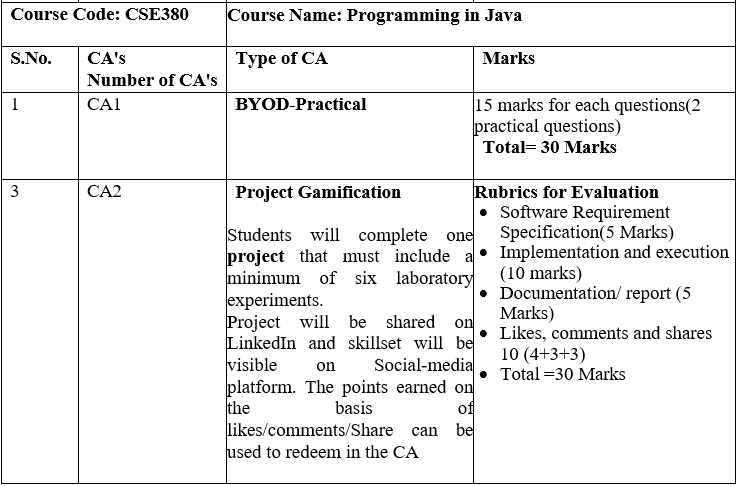 Course Code: CSE380
Course Name: Programming in Java
S.No.
CA's
Number of CA's
Type of CA
Marks
1
CA1
BYOD-Practical
15 marks for each questions(2
practical questions)
Total= 30 Marks
3
CA2
Project Gamification
Students will complete one
project that must include a
minimum of six laboratory
experiments.
Project will be shared on
LinkedIn and skillset will be
visible on Social-media
platform. The points earned on
the basis of
likes/comments/Share can be
used to redeem in the CA
Rubrics for Evaluation
• Software Requirement
Specification(5 Marks)
• Implementation and execution
(10 marks)
• Documentation/ report (5
Marks)
• Likes, comments and shares
10 (4+3+3)
• Total =30 Marks